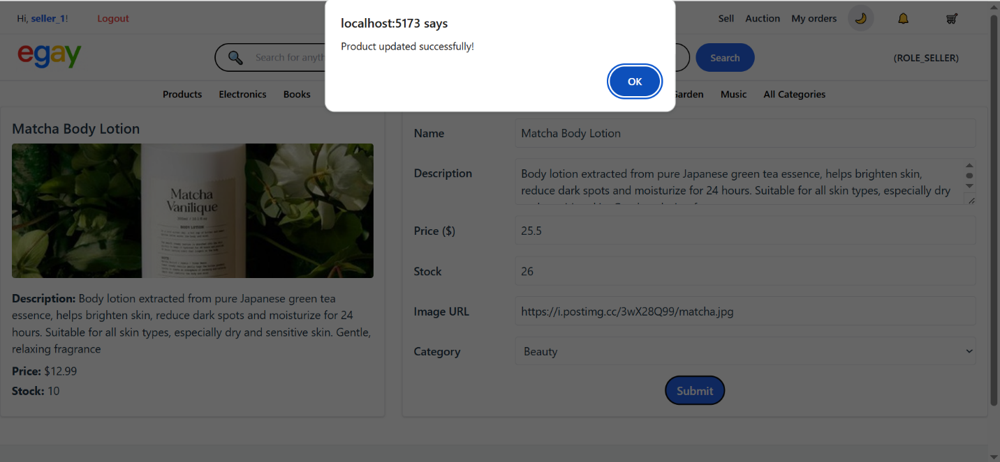 Hi, seller_1!
Logout
localhost:5173 says
Product updated successfully!
OK
Sell
Auction
My orders
egay
Search for anyth
Search
(ROLE_SELLER)
Products
Electronics
Books
Garden
Music
All Categories
Matcha Body Lotion
Matcha
Vanilique
BODY LOTION
Description: Body lotion extracted from pure Japanese green tea
essence, helps brighten skin, reduce dark spots and moisturize for 24
hours. Suitable for all skin types, especially dry and sensitive skin. Gentle,
relaxing fragrance
Price: $12.99
Stock: 10
Name
Matcha Body Lotion
Description
Body lotion extracted from pure Japanese green tea essence, helps brighten skin,
reduce dark spots and moisturize for 24 hours. Suitable for all skin types, especially dry
Price ($)
25.5
Stock
26
Image URL
https://i.postimg.cc/3wX28Q99/matcha.jpg
Category
Beauty
Submit